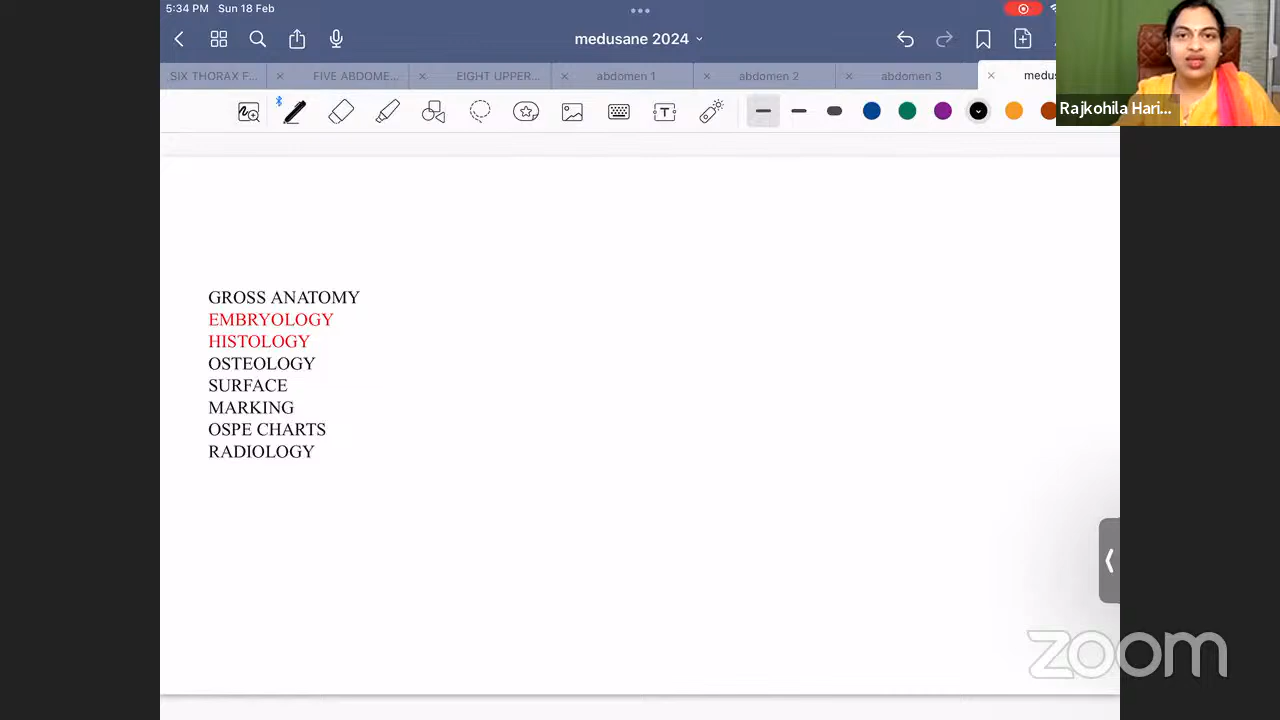 5:34 PM Sun 18 Feb
medusane 2024
SIX THORAX F...
FIVE ABDOME...
EIGHT UPPER...
abdomen 1
abdomen 2
abdomen 3
medus
T
Rajkohila Hari...
GROSS ANATOMY
EMBRYOLOGY
HISTOLOGY
OSTEOLOGY
SURFACE
MARKING
OSPE CHARTS
RADIOLOGY
zoom